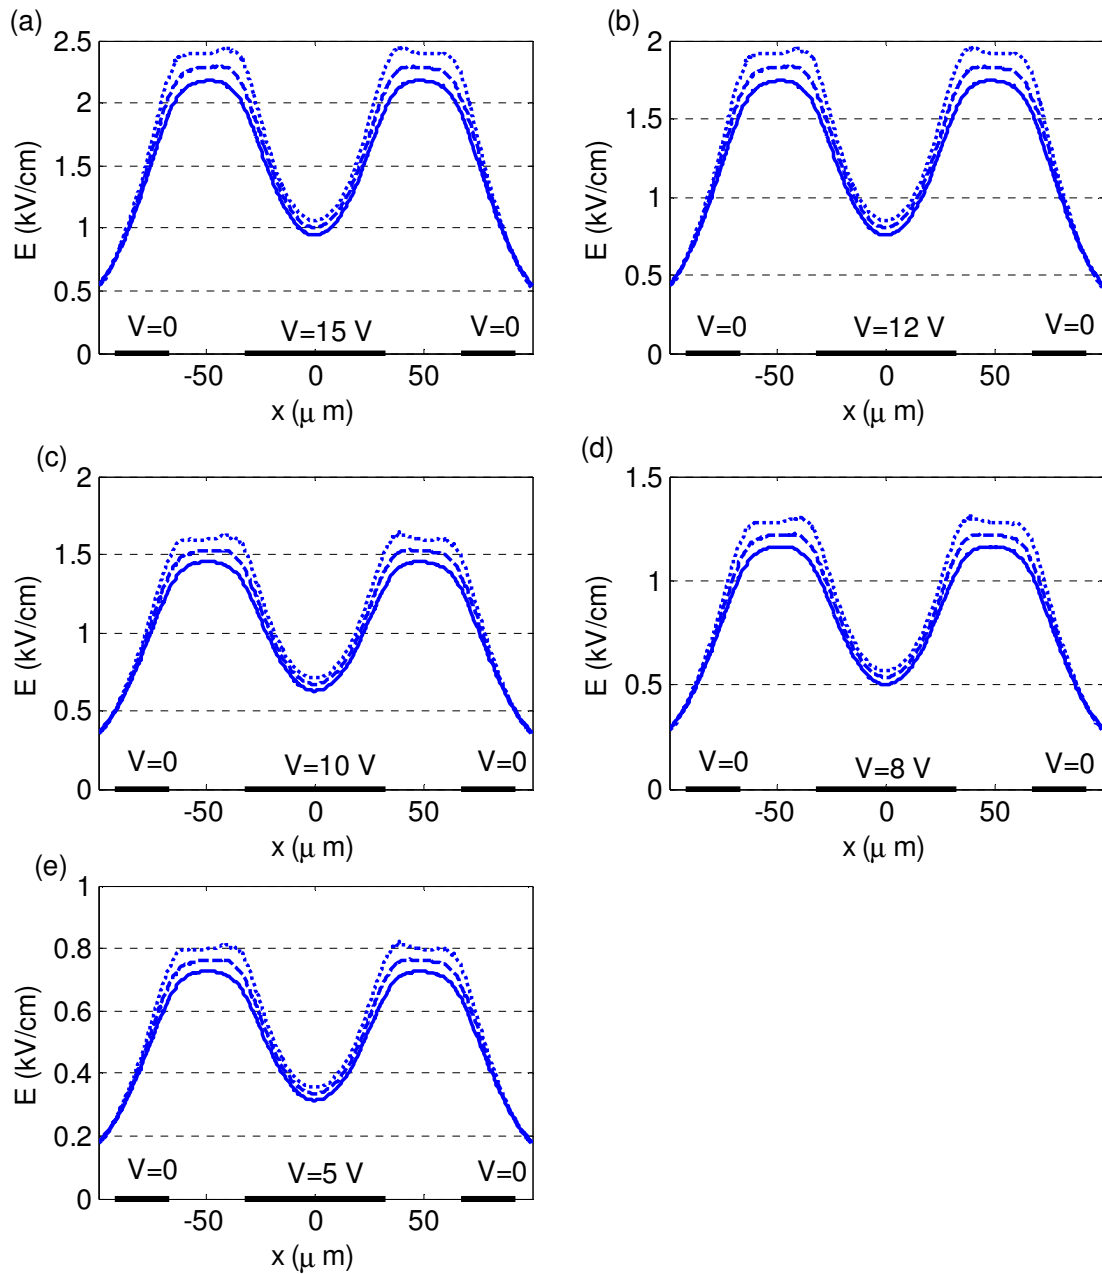 (a)
2.5
2
1.5
1
0.5
0
E (kV/cm)
V=0
V=15 V
V=0
-50
0
50
x (μ m)
(b)
2
1.5
1
0.5
0
E (kV/cm)
V=0
V=12 V
V=0
-50
0
50
x (μ m)
(c)
2
1.5
1
0.5
0
E (kV/cm)
V=0
V=10 V
V=0
-50
0
50
x (μ m)
(d)
1.5
1
0.5
0
E (kV/cm)
V=0
V=8 V
V=0
-50
0
50
x (μ m)
(e)
1
0.8
0.6
0.4
0.2
0
E (kV/cm)
V=0
V=5 V
V=0
-50
0
50
x (μ m)